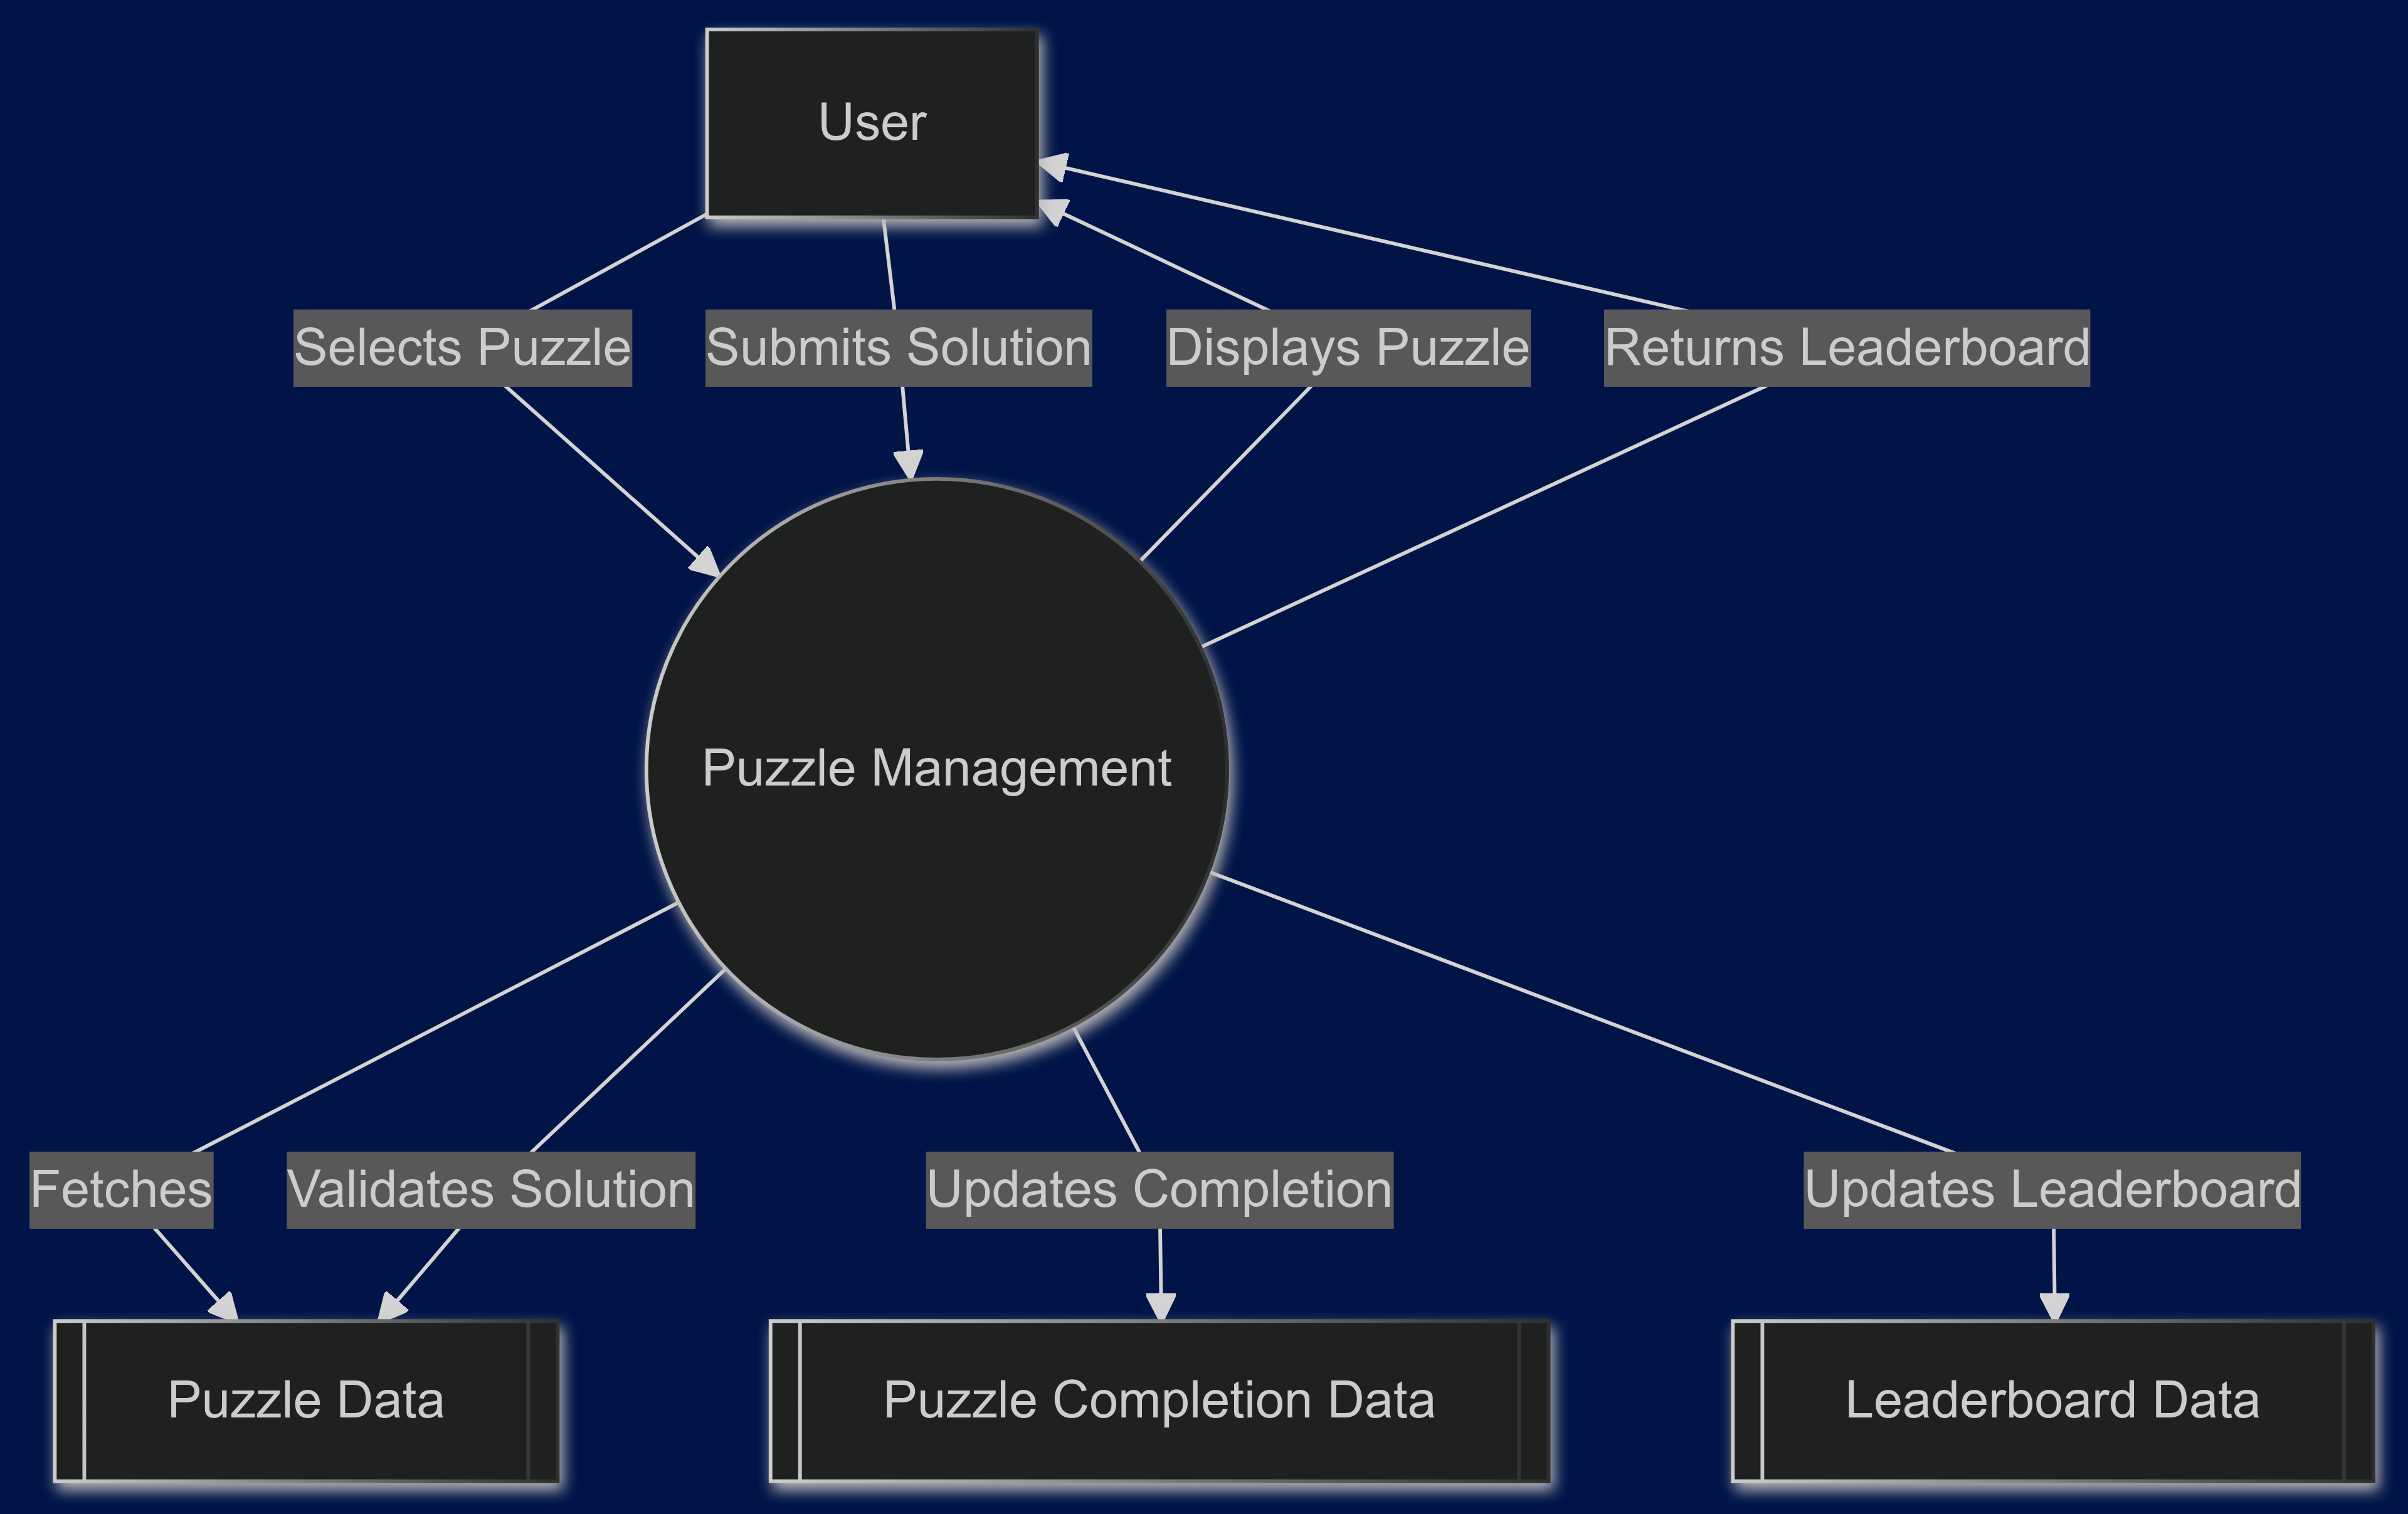 User
Selects Puzzle
Submits Solution
Displays Puzzle
Returns Leaderboard
Puzzle Management
Fetches
Validates Solution
Updates Completion
Updates Leaderboard
Puzzle Data
Puzzle Completion Data
Leaderboard Data